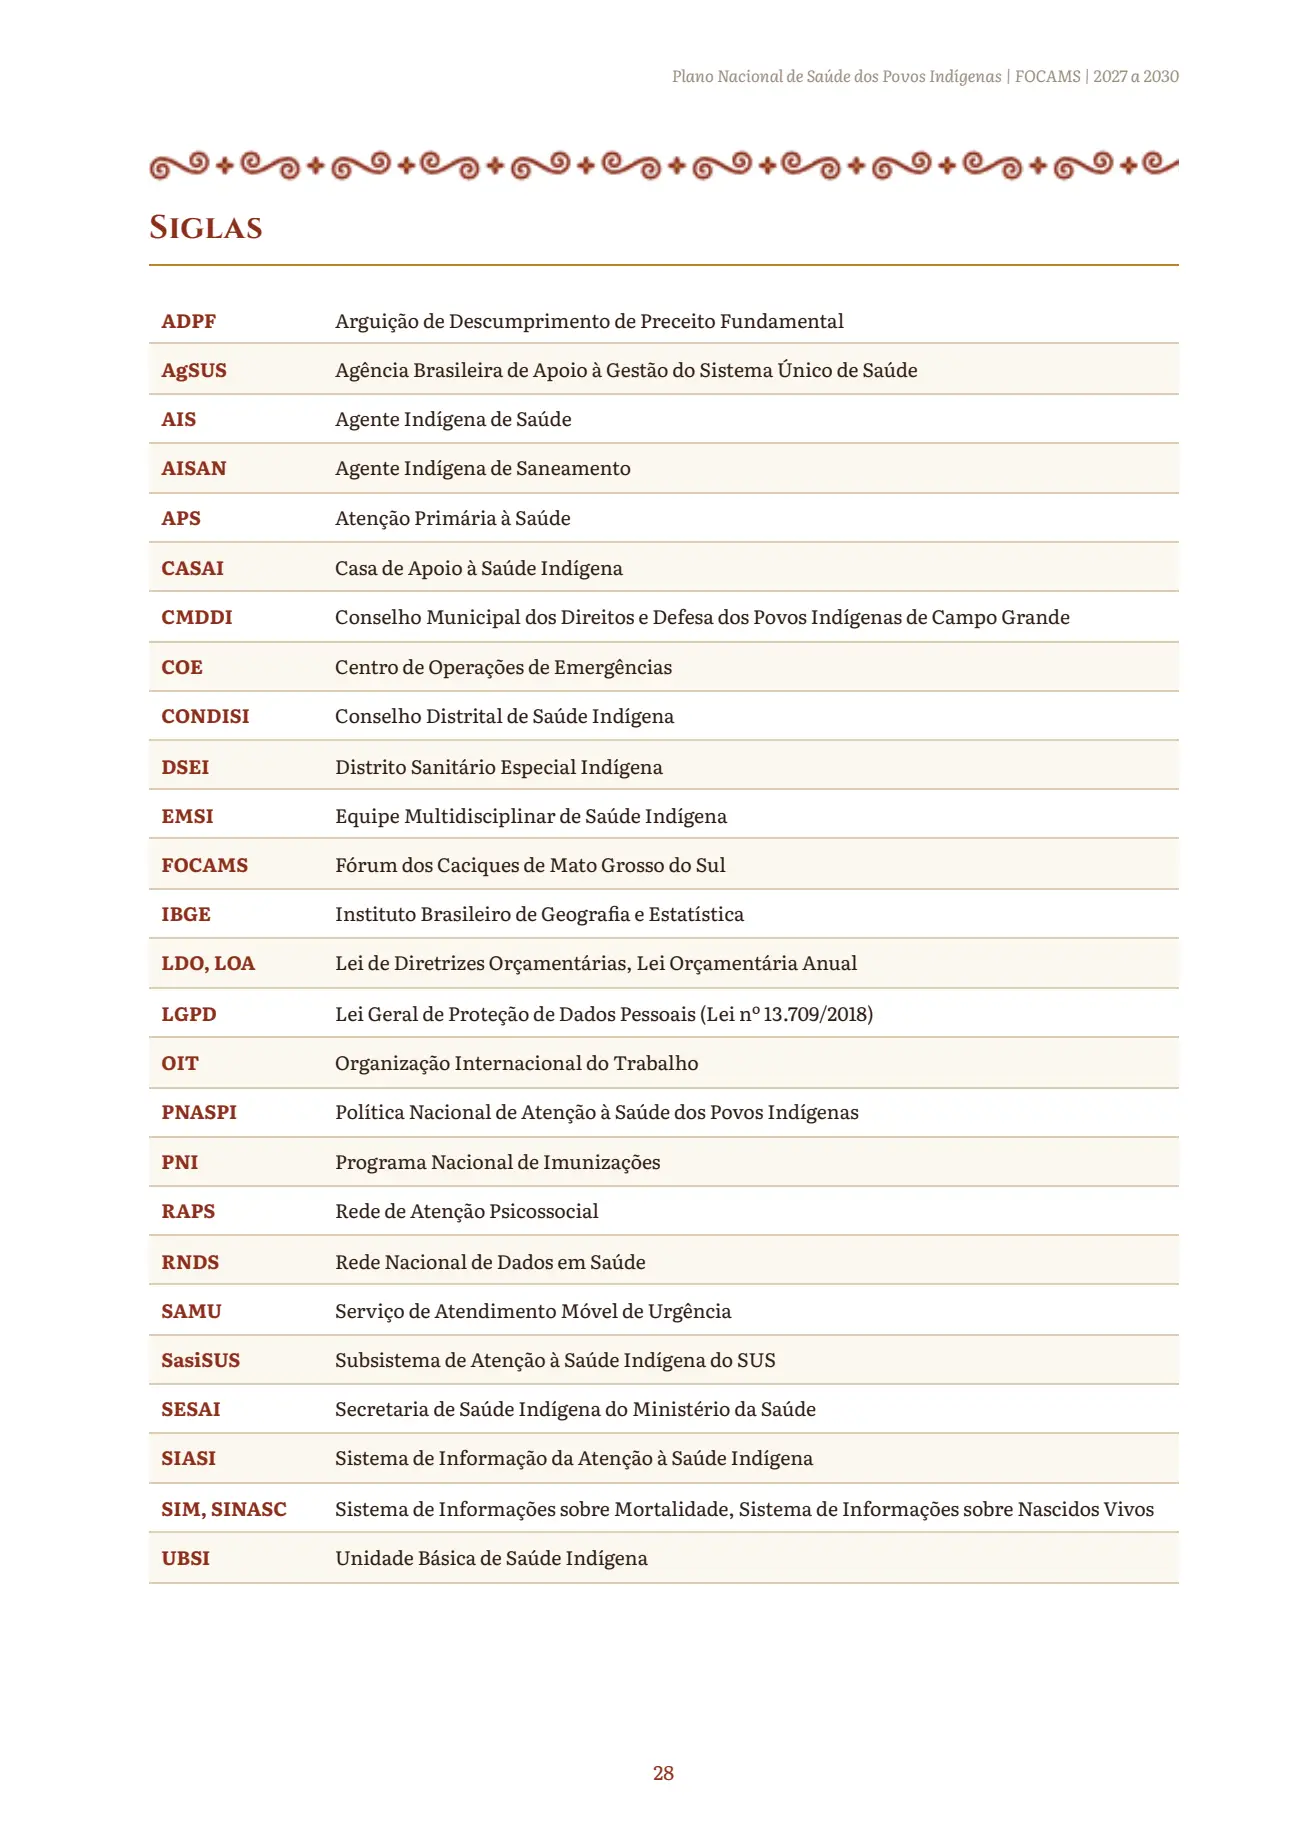 Plano Nacional de Saúde dos Povos Indígenas | FOCAMS | 2027 a 2030
Siglas
ADPF Arguição de Descumprimento de Preceito Fundamental
AgSUS Agência Brasileira de Apoio à Gestão do Sistema Único de Saúde
AIS Agente Indígena de Saúde
AISAN Agente Indígena de Saneamento
APS Atenção Primária à Saúde
CASAI Casa de Apoio à Saúde Indígena
CMDDI Conselho Municipal dos Direitos e Defesa dos Povos Indígenas de Campo Grande
COE Centro de Operações de Emergências
CONDISI Conselho Distrital de Saúde Indígena
DSEI Distrito Sanitário Especial Indígena
EMSI Equipe Multidisciplinar de Saúde Indígena
FOCAMS Fórum dos Caciques de Mato Grosso do Sul
IBGE Instituto Brasileiro de Geografia e Estatística
LDO, LOA Lei de Diretrizes Orçamentárias, Lei Orçamentária Anual
LGPD Lei Geral de Proteção de Dados Pessoais (Lei nº 13.709/2018)
OIT Organização Internacional do Trabalho
PNASPI Política Nacional de Atenção à Saúde dos Povos Indígenas
PNI Programa Nacional de Imunizações
RAPS Rede de Atenção Psicossocial
RNDS Rede Nacional de Dados em Saúde
SAMU Serviço de Atendimento Móvel de Urgência
SasiSUS Subsistema de Atenção à Saúde Indígena do SUS
SESAI Secretaria de Saúde Indígena do Ministério da Saúde
SIASI Sistema de Informação da Atenção à Saúde Indígena
SIM, SINASC Sistema de Informações sobre Mortalidade, Sistema de Informações sobre Nascidos Vivos
UBSI Unidade Básica de Saúde Indígena
28